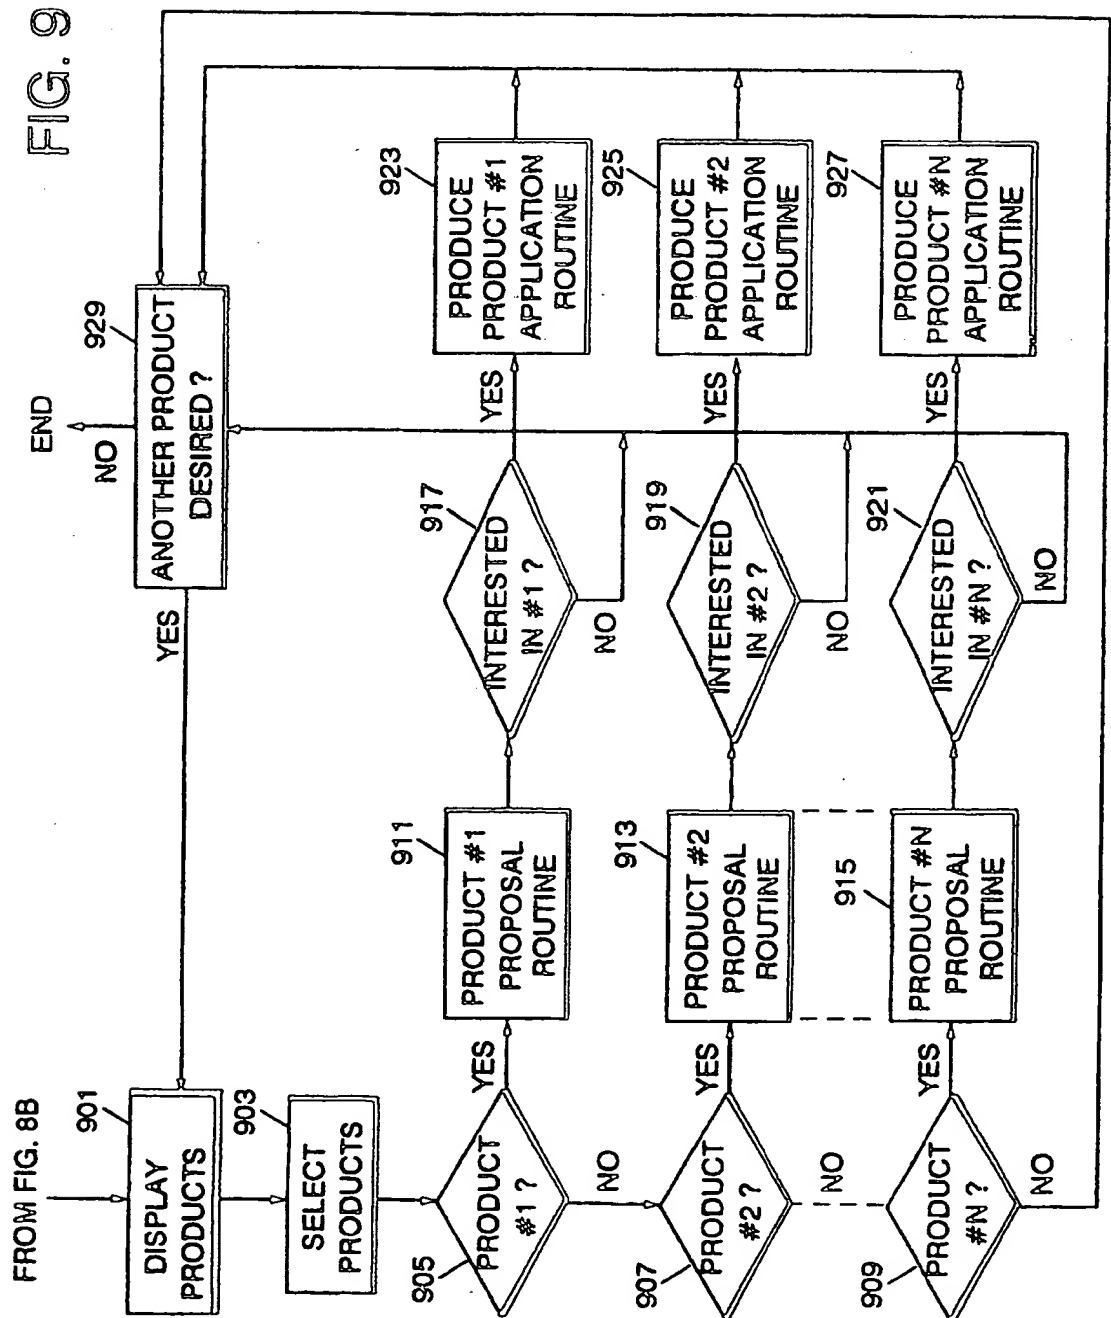 FIG. 9
FROM FIG. 8B
901
DISPLAY
PRODUCTS
903
SELECT
PRODUCTS
905
PRODUCT
#1?
YES
NO
911
PRODUCT #1
PROPOSAL
ROUTINE
917
INTERESTED
IN #1?
YES
NO
923
PRODUCE
PRODUCT #1
APPLICATION
ROUTINE
907
PRODUCT
#2?
YES
NO
913
PRODUCT #2
PROPOSAL
ROUTINE
919
INTERESTED
IN #2?
YES
NO
925
PRODUCE
PRODUCT #2
APPLICATION
ROUTINE
909
PRODUCT
#N?
YES
NO
915
PRODUCT #N
PROPOSAL
ROUTINE
921
INTERESTED
IN #N?
YES
NO
927
PRODUCE
PRODUCT #N
APPLICATION
ROUTINE
929
ANOTHER PRODUCT
DESIRED?
YES
NO
END